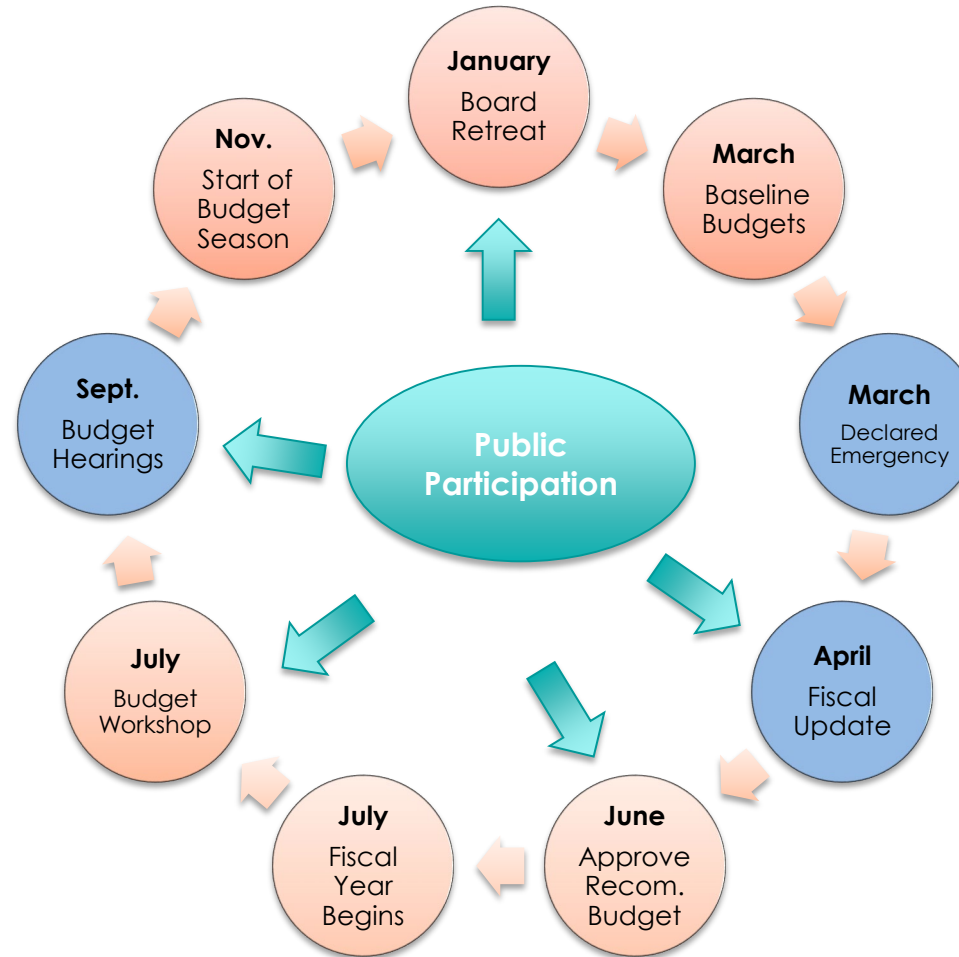 January
Board
Retreat
March
Baseline
Budgets
March
Declared
Emergency
April
Fiscal
Update
June
Approve
Recom.
Budget
July
Fiscal
Year
Begins
July
Budget
Workshop
Sept.
Budget
Hearings
Nov.
Start of
Budget
Season
Public
Participation